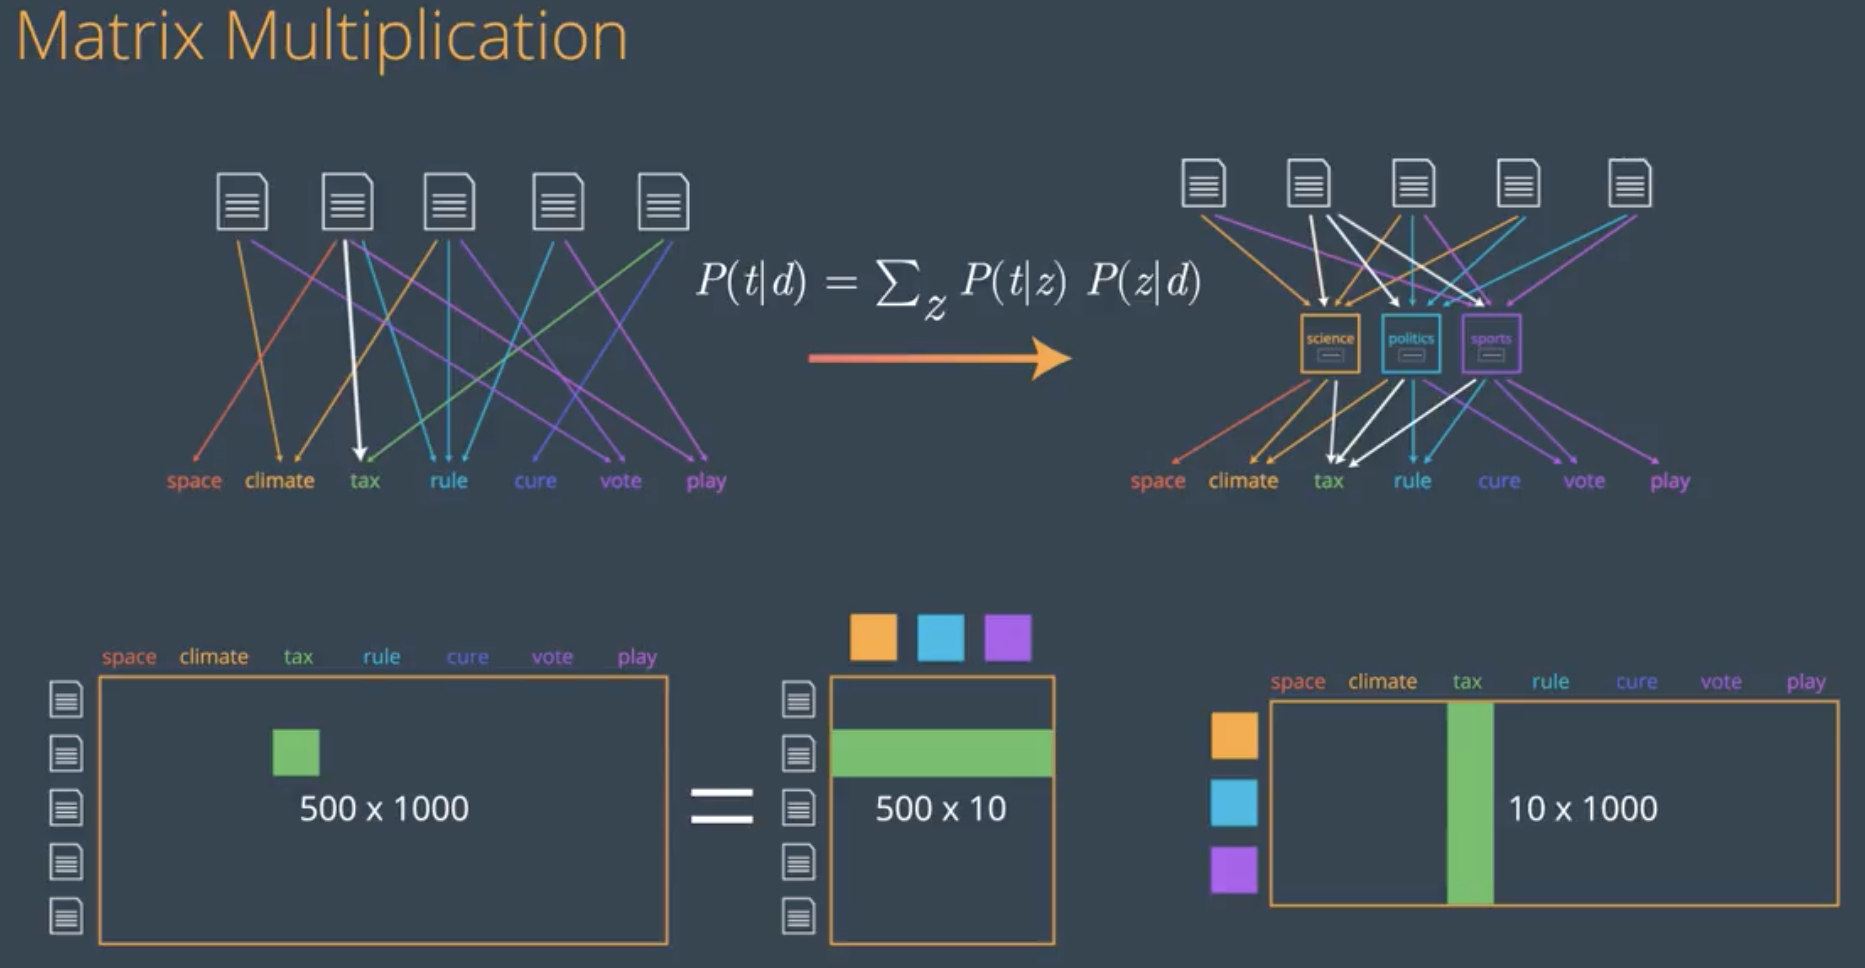 Matrix Multiplication
P(t|d) = ∑_z P(t|z) P(z|d)
science politics sports
space climate tax rule cure vote play
space climate tax rule cure vote play
space climate tax rule cure vote play
500 x 1000
=
500 x 10
space climate tax rule cure vote play
10 x 1000